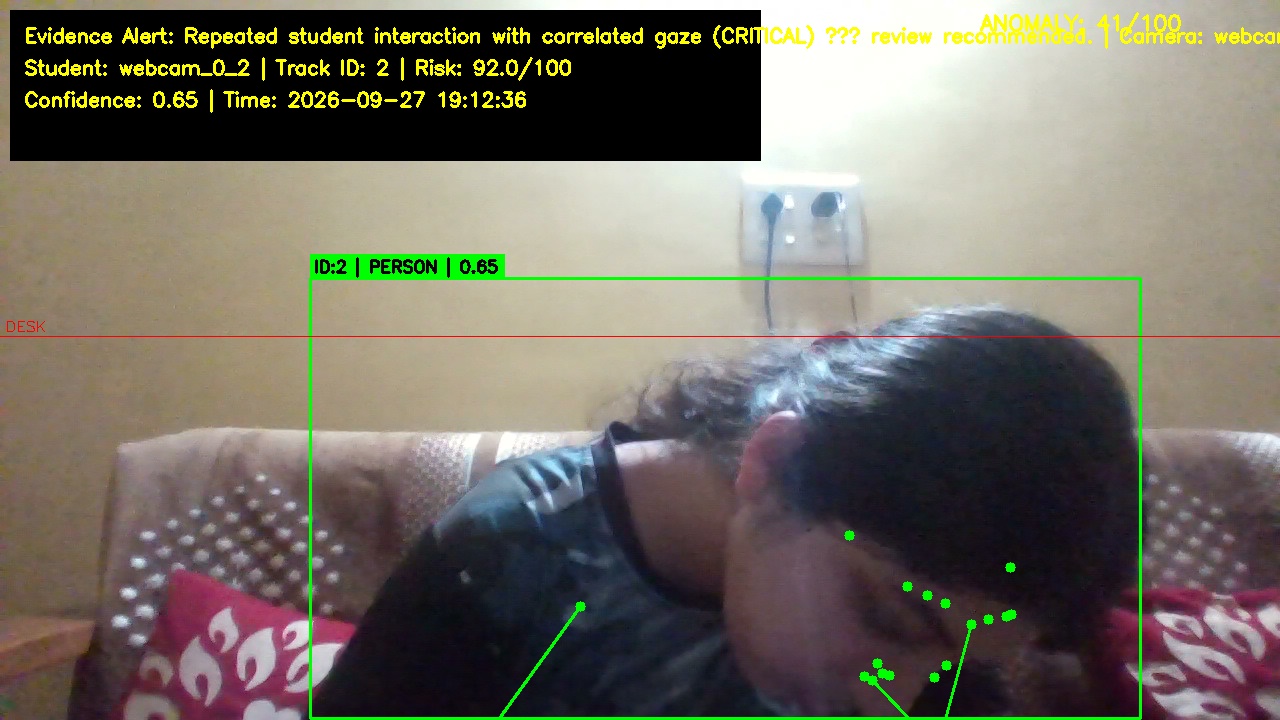 ANOMALY: 41/100
Evidence Alert: Repeated student interaction with correlated gaze (CRITICAL) ??? review recommended. | Camera: webcam
Student: webcam_0_2 | Track ID: 2 | Risk: 92.0/100
Confidence: 0.65 | Time: 2026-09-27 19:12:36
ID:2 | PERSON | 0.65
DESK